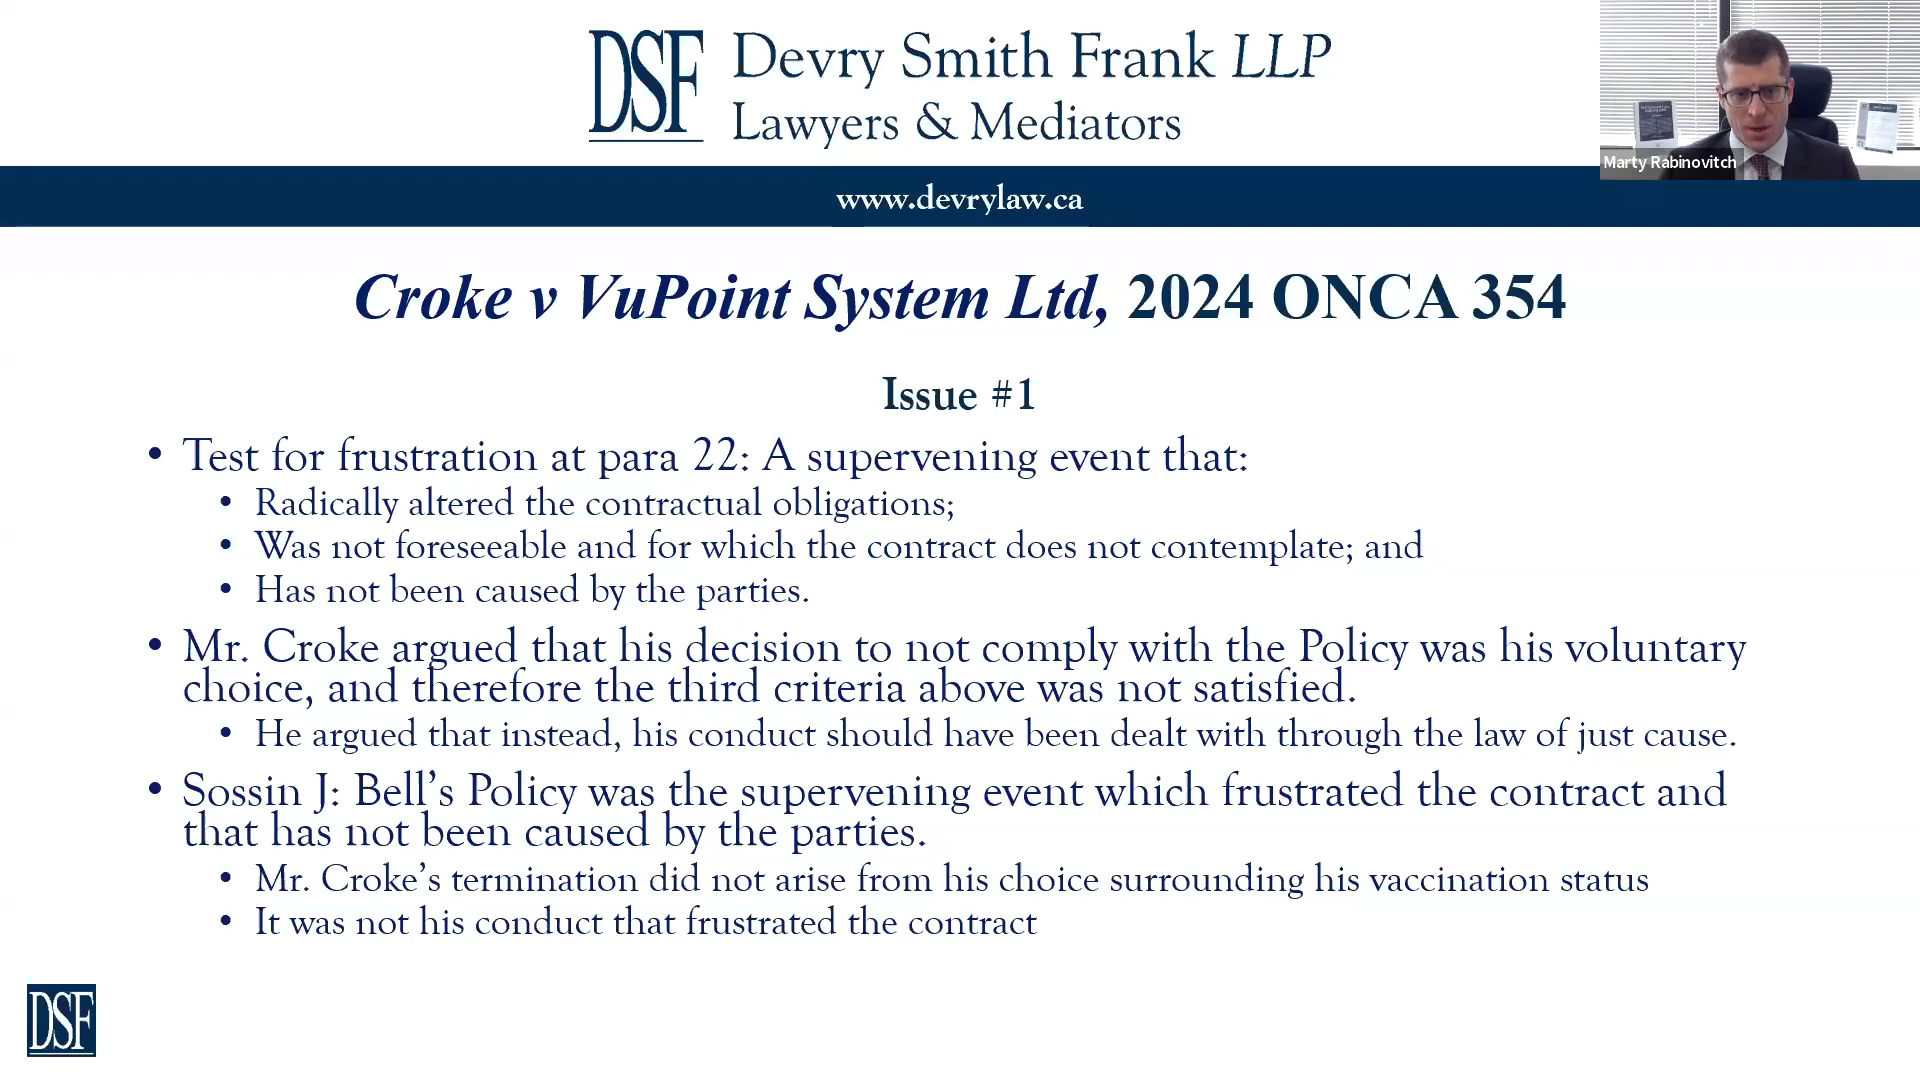 DSF Devry Smith Frank LLP
Lawyers & Mediators
Marty Rabinovitch
www.devrylaw.ca
Croke v VuPoint System Ltd, 2024 ONCA 354
Issue #1
• Test for frustration at para 22: A supervening event that:
• Radically altered the contractual obligations;
• Was not foreseeable and for which the contract does not contemplate; and
• Has not been caused by the parties.
• Mr. Croke argued that his decision to not comply with the Policy was his voluntary
choice, and therefore the third criteria above was not satisfied.
• He argued that instead, his conduct should have been dealt with through the law of just cause.
• Sossin J: Bell’s Policy was the supervening event which frustrated the contract and
that has not been caused by the parties.
• Mr. Croke’s termination did not arise from his choice surrounding his vaccination status
• It was not his conduct that frustrated the contract
DSF